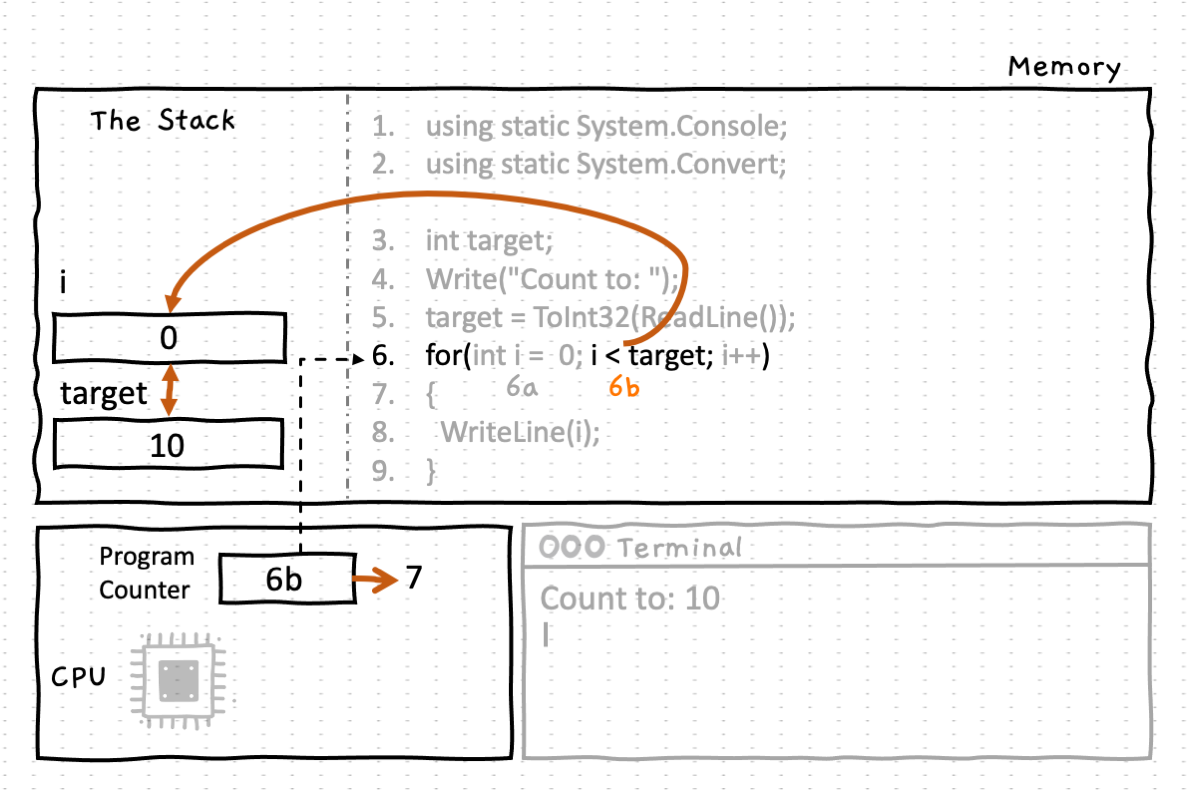 Memory
The Stack
1. using static System.Console;
2. using static System.Convert;
3. int target;
4. Write("Count to: ");
5. target = ToInt32(ReadLine());
6. for(int i = 0; i < target; i++)
6a 6b
7. {
8. WriteLine(i);
9. }
i
0
target
10
Program
Counter
6b
7
CPU
Terminal
Count to: 10